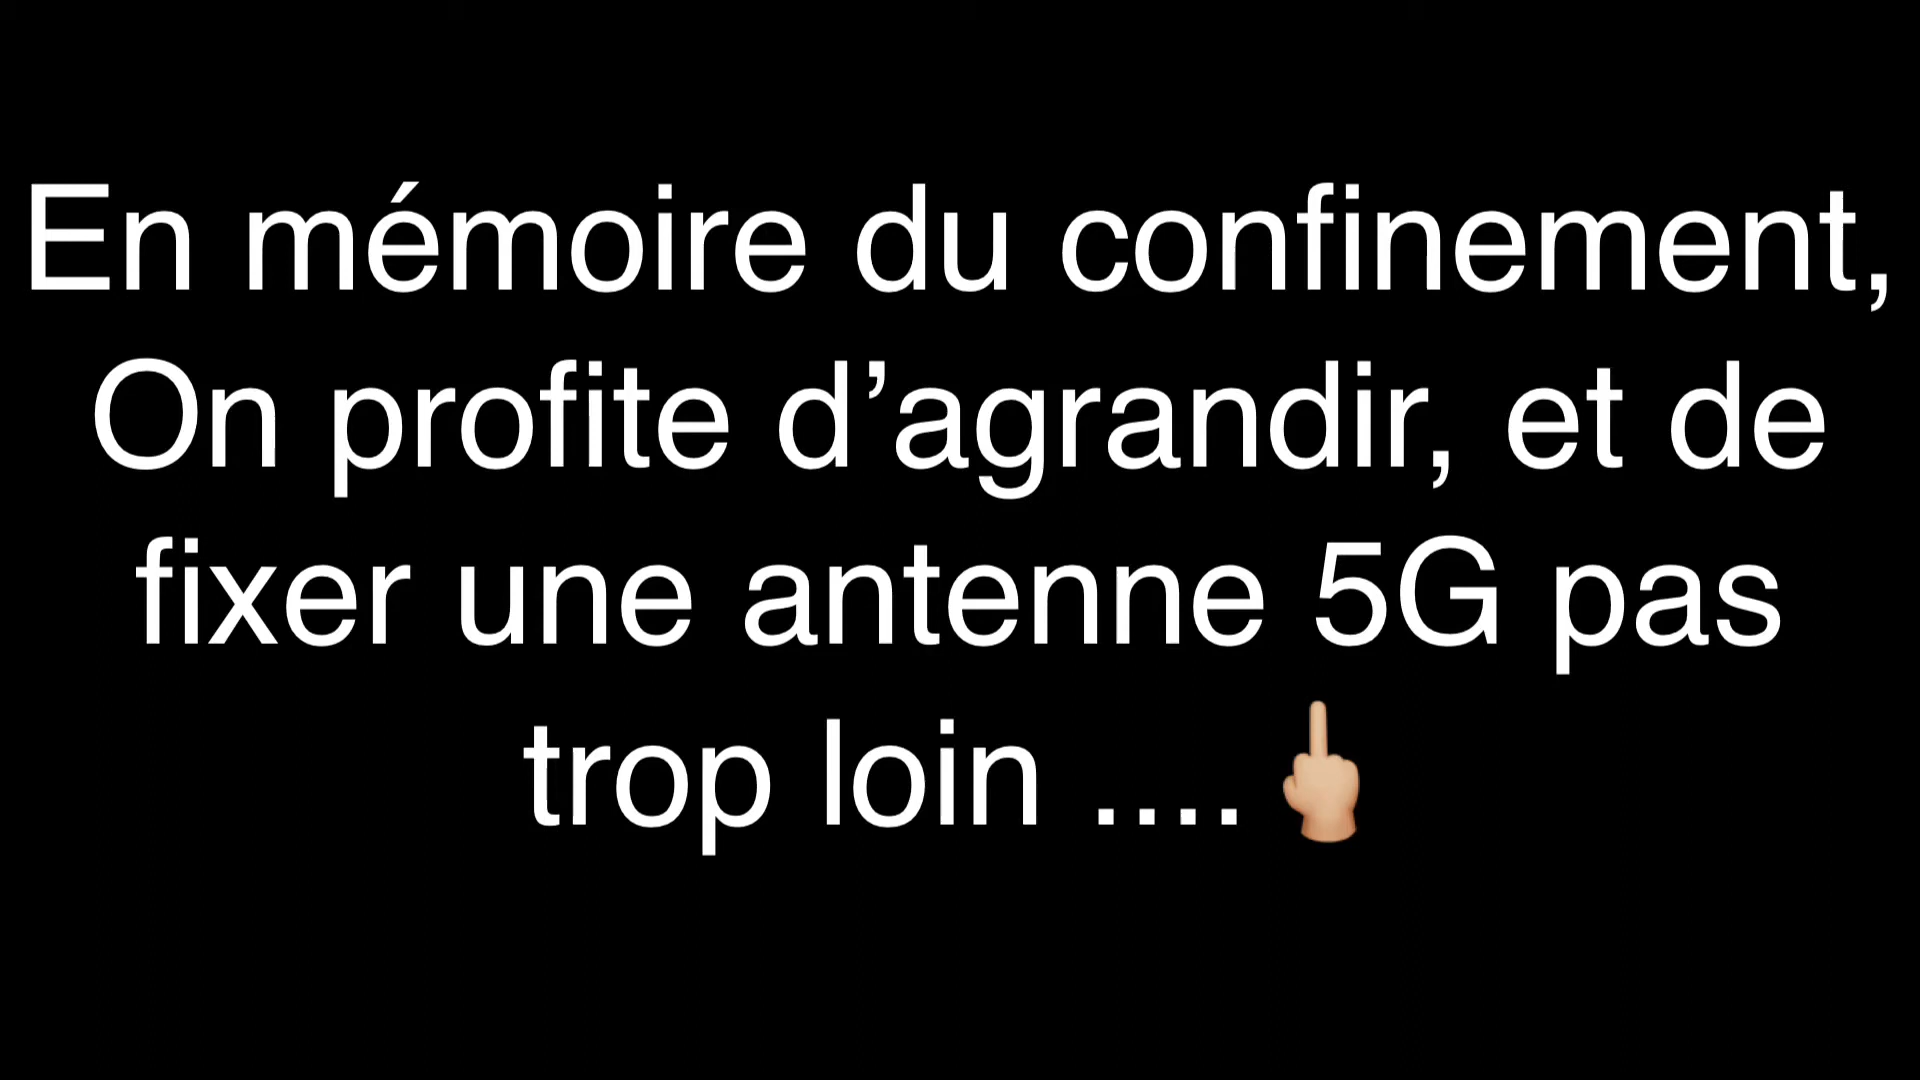 En mémoire du confinement,
On profite d’agrandir, et de
fixer une antenne 5G pas
trop loin ....🖕🏼